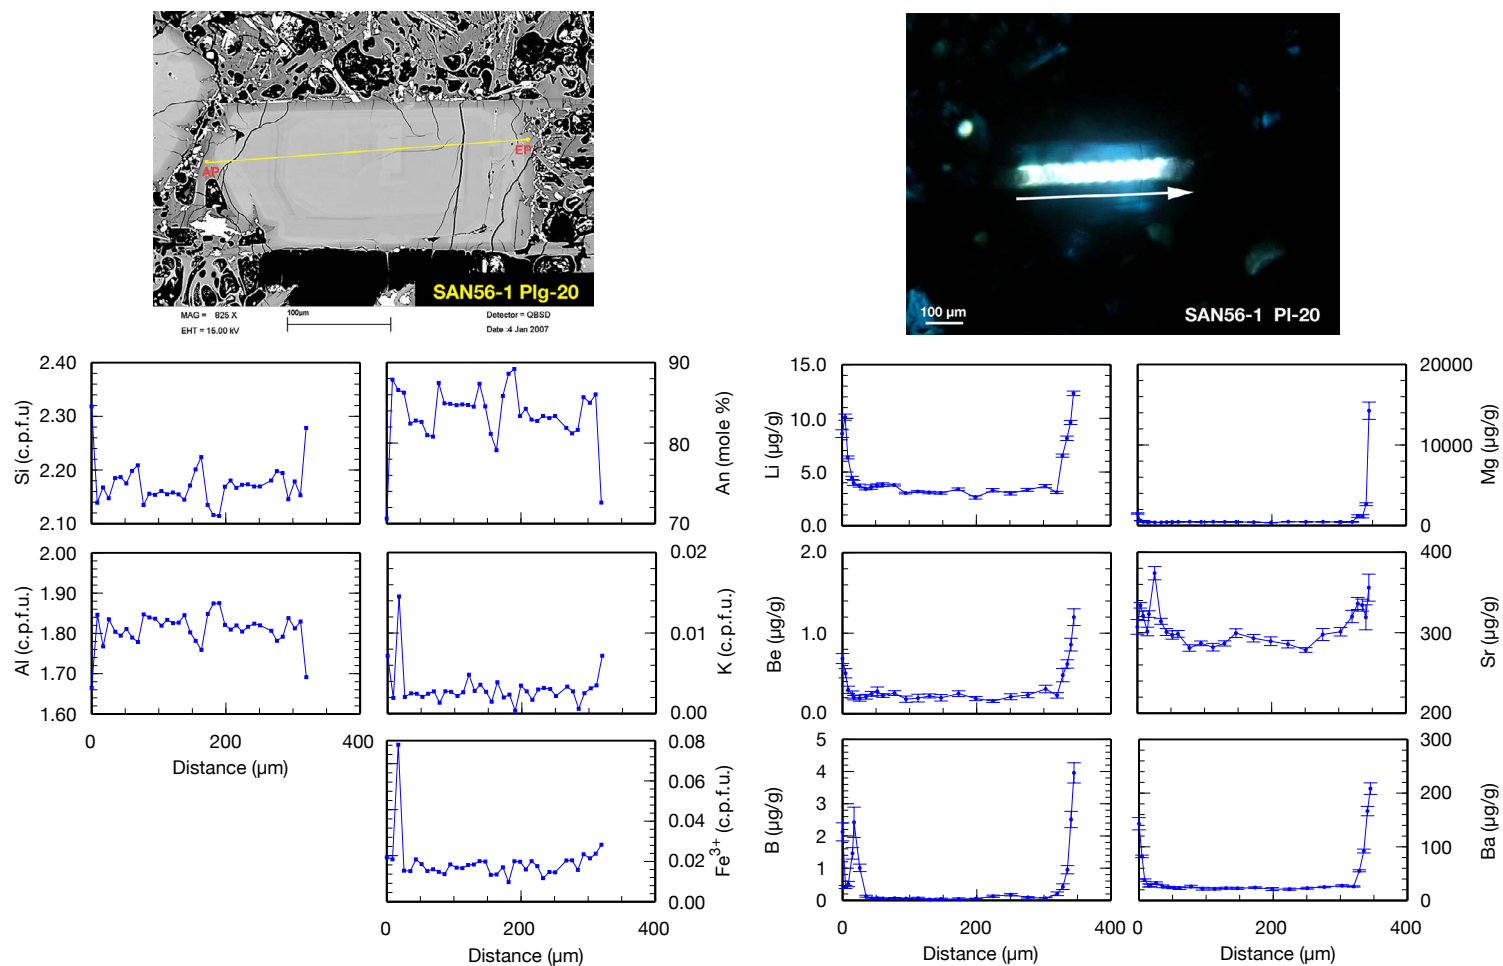 AP
EP
SAN56-1 Plg-20
MAG = 825 X
EHT = 15.00 kV
100µm
Detector = QBSD
Date :4 Jan 2007
100 µm
SAN56-1 Pl-20
2.40
2.30
2.20
2.10
Si (c.p.f.u)
90
80
70
An (mole %)
2.00
1.90
1.80
1.70
1.60
Al (c.p.f.u.)
0 200 400
Distance (µm)
0.02
0.01
0.00
K (c.p.f.u.)
0.08
0.06
0.04
0.02
0.00
Fe3+ (c.p.f.u.)
0 200 400
Distance (µm)
15.0
10.0
5.0
0.0
Li (µg/g)
20000
10000
0
Mg (µg/g)
2.0
1.0
0.0
Be (µg/g)
400
300
200
Sr (µg/g)
5
4
3
2
1
0
B (µg/g)
0 200 400
Distance (µm)
300
200
100
0
Ba (µg/g)
0 200 400
Distance (µm)